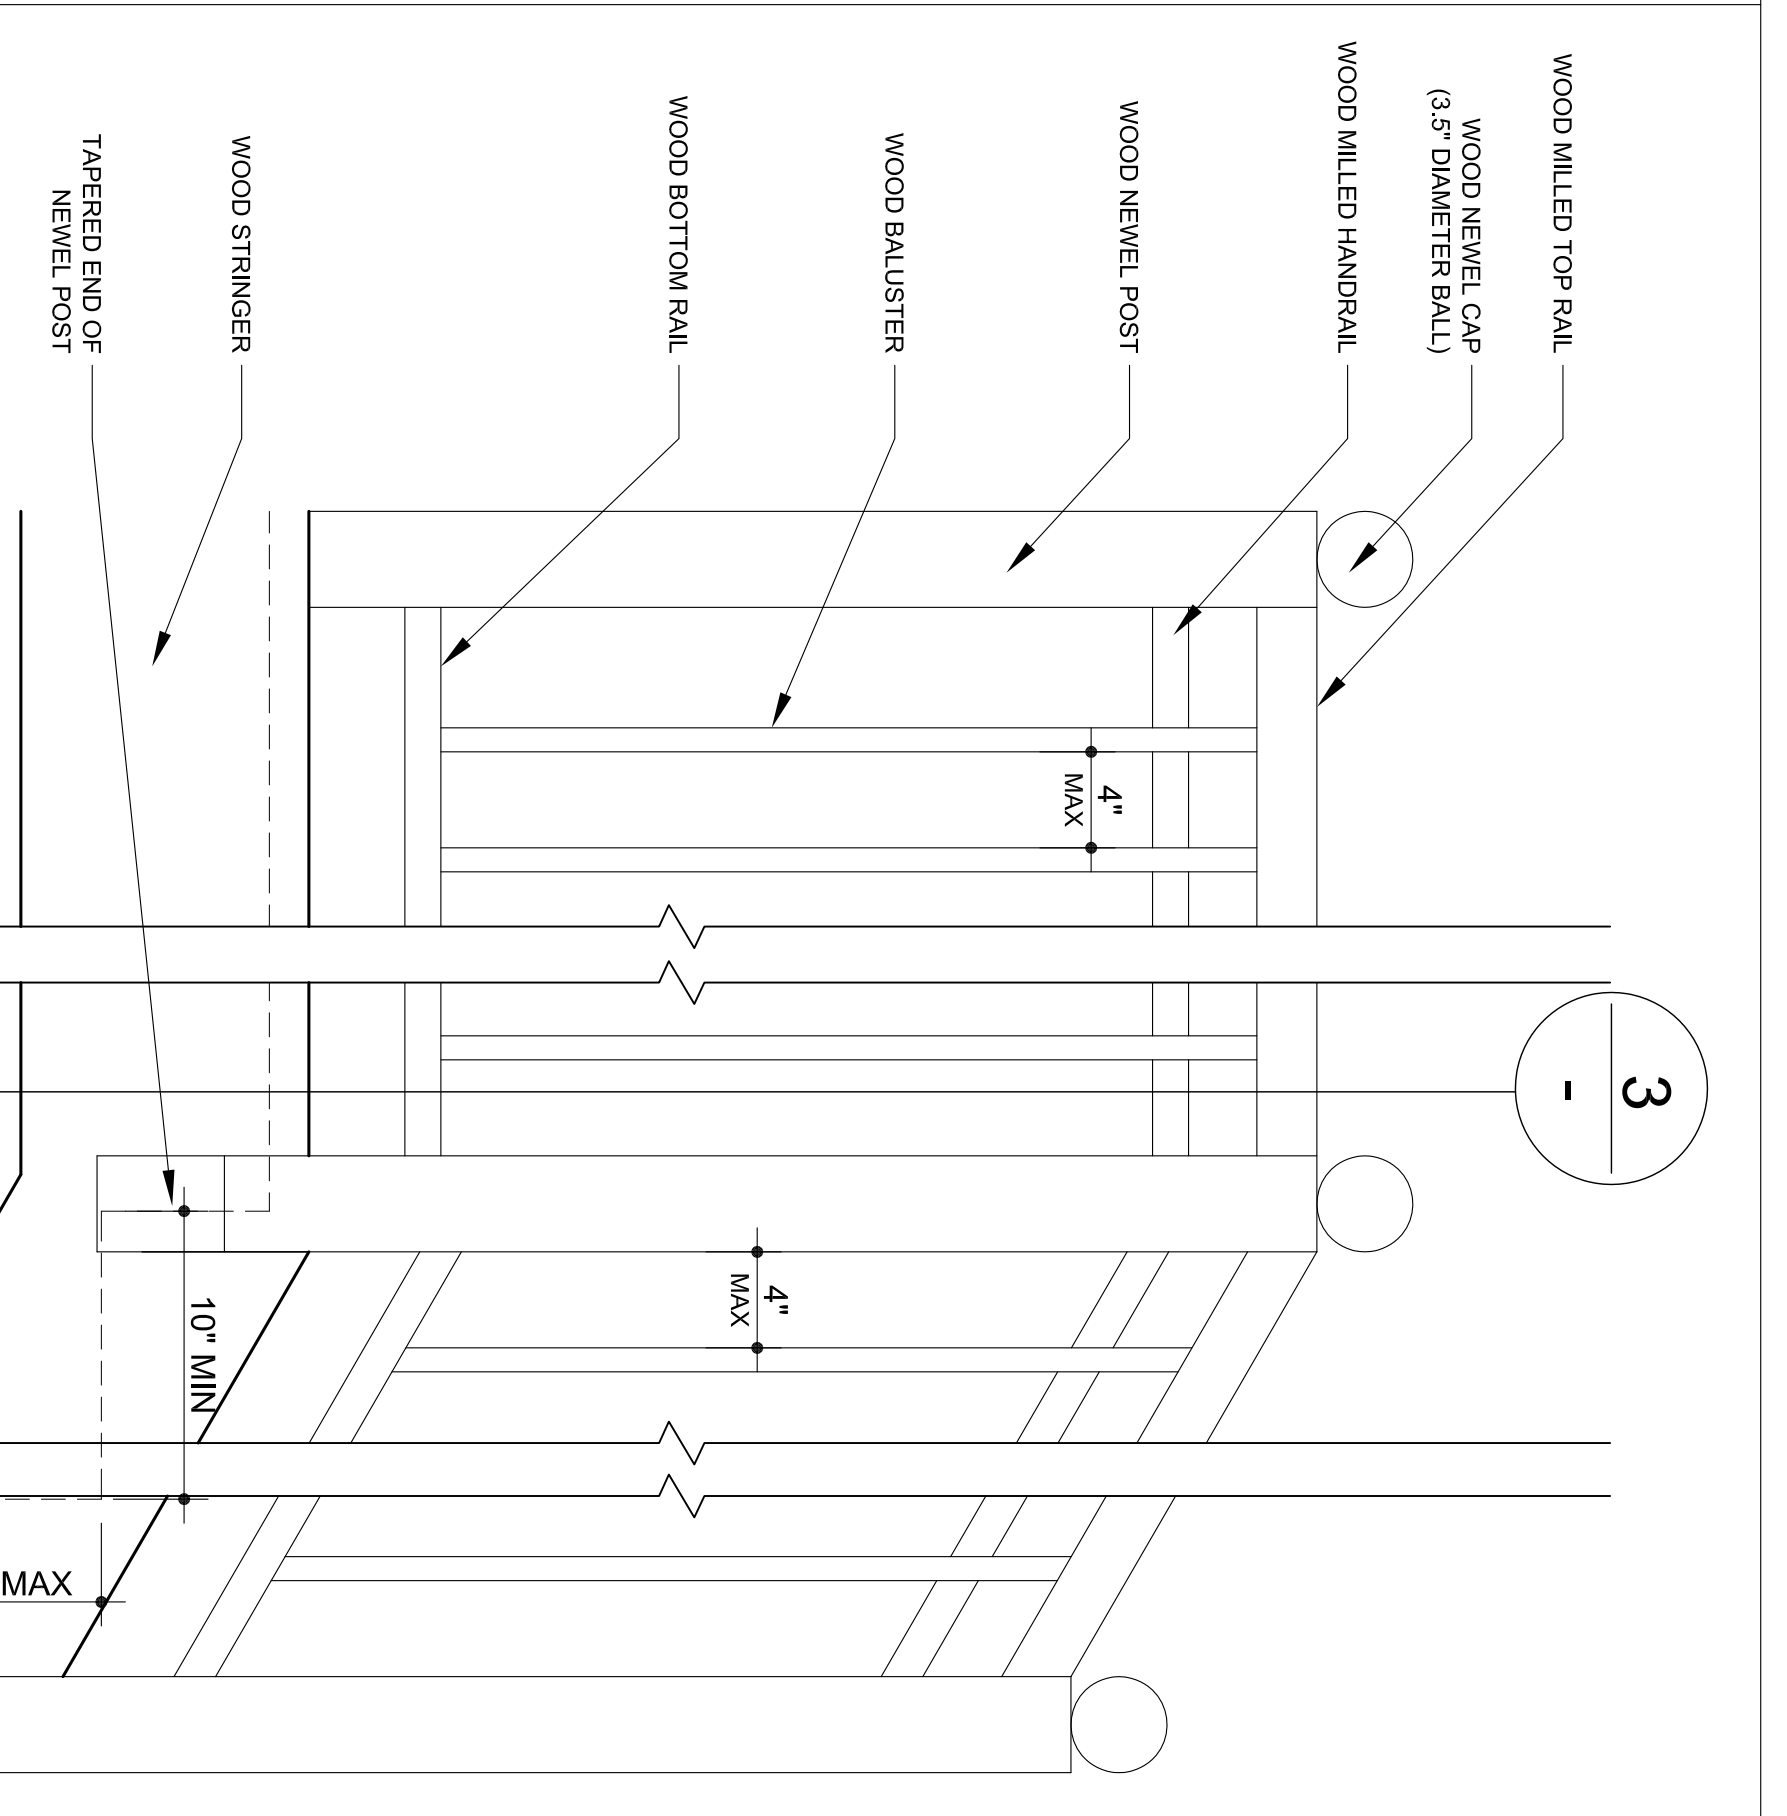 WOOD MILLED TOP RAIL
WOOD NEWEL CAP
(3.5" DIAMETER BALL)
WOOD MILLED HANDRAIL
WOOD NEWEL POST
WOOD BALUSTER
WOOD BOTTOM RAIL
WOOD STRINGER
TAPERED END OF
NEWEL POST
4"
MAX
3
-
4"
MAX
10" MIN
MAX